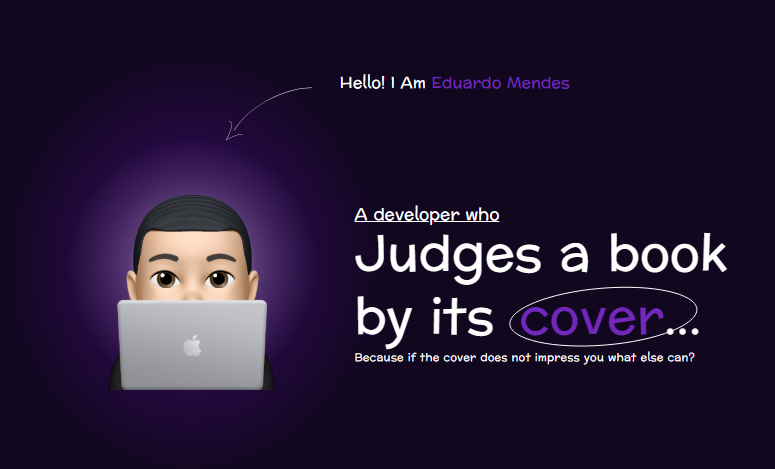 Hello! I Am Eduardo Mendes
A developer who
Judges a book
by its cover...
Because if the cover does not impress you what else can?